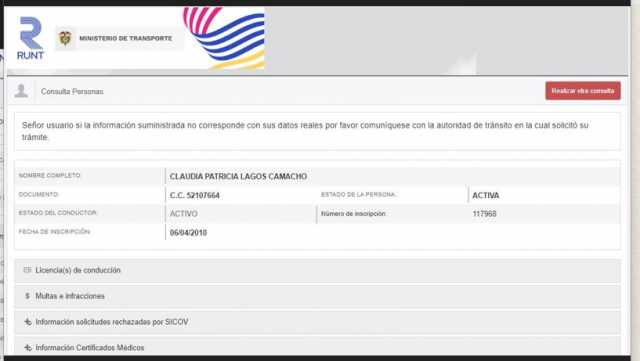 RUNT
MINISTERIO DE TRANSPORTE
Consulta Personas
Realizar otra consulta
Señor usuario si la información suministrada no corresponde con sus datos reales por favor comuníquese con la autoridad de tránsito en la cual solicitó su
trámite.
NOMBRE COMPLETO: CLAUDIA PATRICIA LAGOS CAMACHO
DOCUMENTO: C.C. 52107664 ESTADO DE LA PERSONA: ACTIVA
ESTADO DEL CONDUCTOR: ACTIVO Número de inscripción: 117968
FECHA DE INSCRIPCIÓN: 06/04/2010
Licencia(s) de conducción
$ Multas e infracciones
Información solicitudes rechazadas por SICOV
Información Certificados Médicos